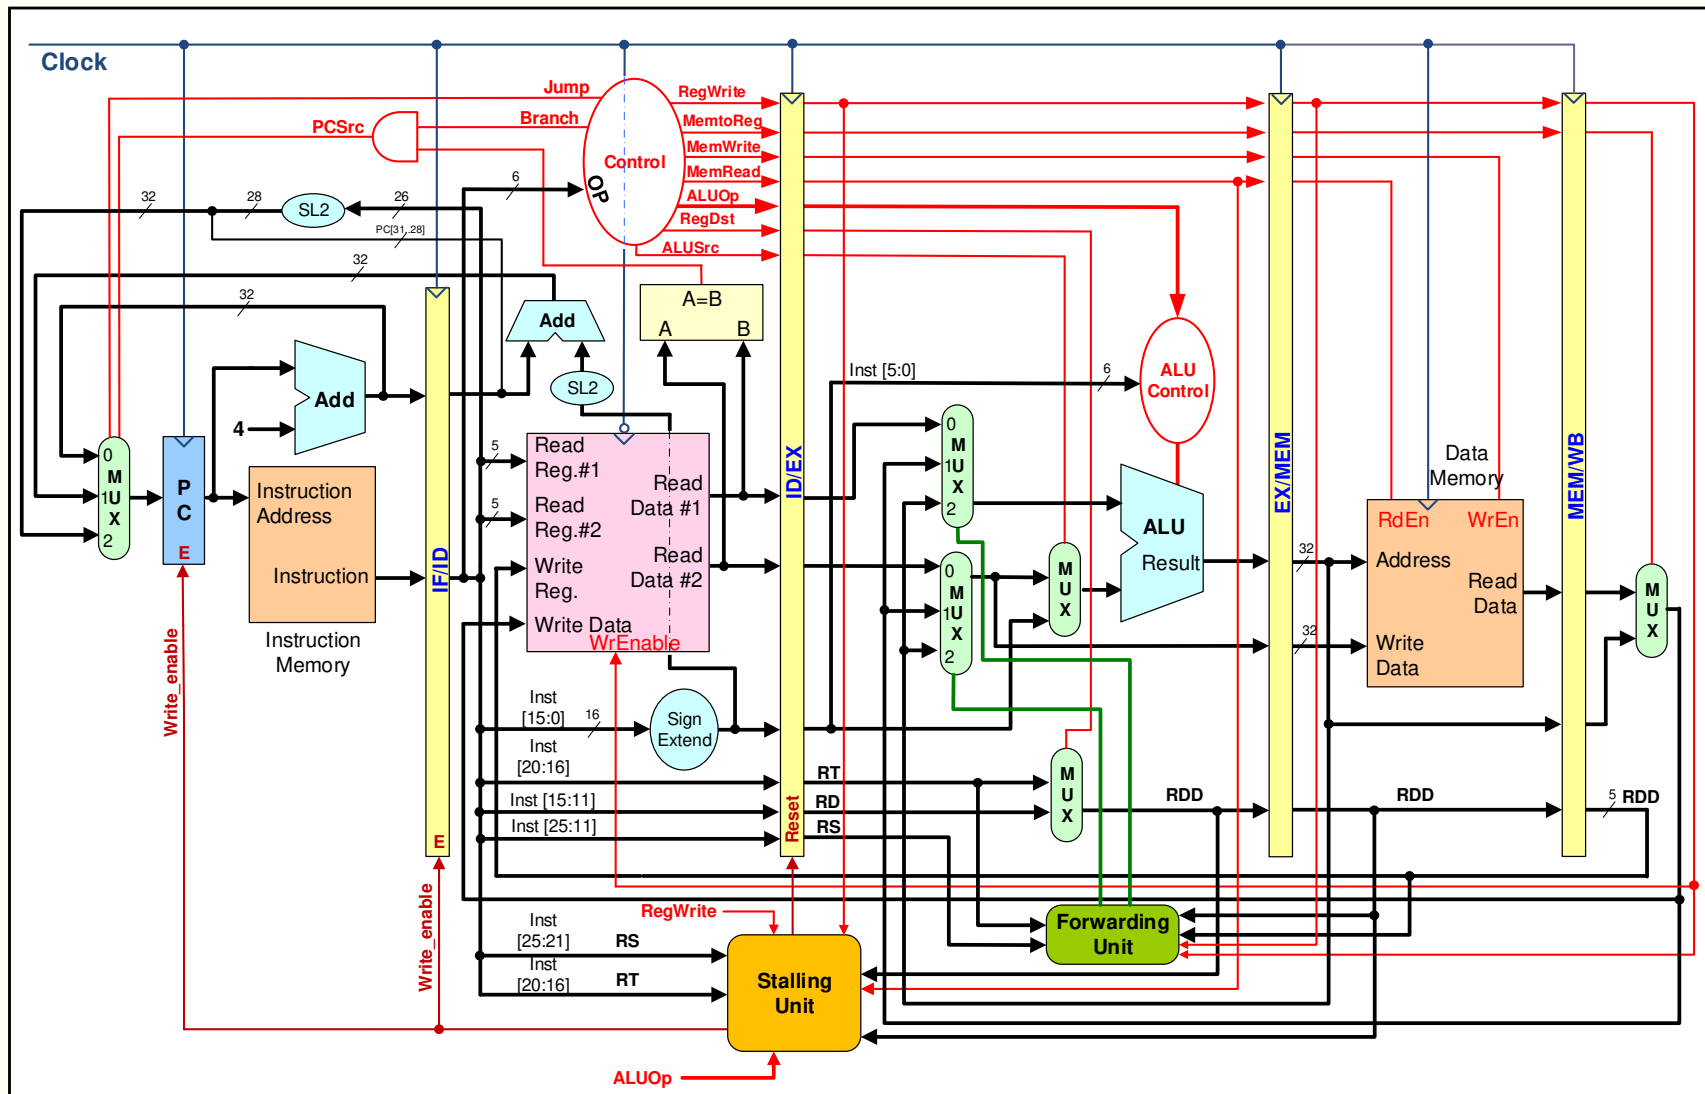 Clock
Jump
RegWrite
Branch
PCSrc
MemtoReg
Control
MemWrite
MemRead
OP
6
ALUOp
RegDst
ALUSrc
32
28
SL2
26
PC[31..28]
32
32
A=B
A
B
Add
Add
4
SL2
Inst [5:0]
6
ALU
Control
0
M
1U
X
2
P
C
E
Instruction
Address
Instruction
Instruction
Memory
IF/ID
E
5
Read
Reg.#1
5
Read
Reg.#2
Write
Reg.
Write Data
WrEnable
Read
Data #1
Read
Data #2
ID/EX
Reset
0
M
1U
X
2
0
M
1U
X
2
M
U
X
ALU
Result
EX/MEM
32
32
Data
Memory
RdEn
WrEn
Address
Read
Data
Write
Data
MEM/WB
M
U
X
Write_enable
Inst
[15:0]
16
Sign
Extend
Inst
[20:16]
RT
Inst [15:11]
RD
Inst [25:11]
RS
M
U
X
RDD
RDD
5
RDD
Write_enable
RegWrite
Inst
[25:21]
RS
Inst
[20:16]
RT
Stalling
Unit
Forwarding
Unit
ALUOp